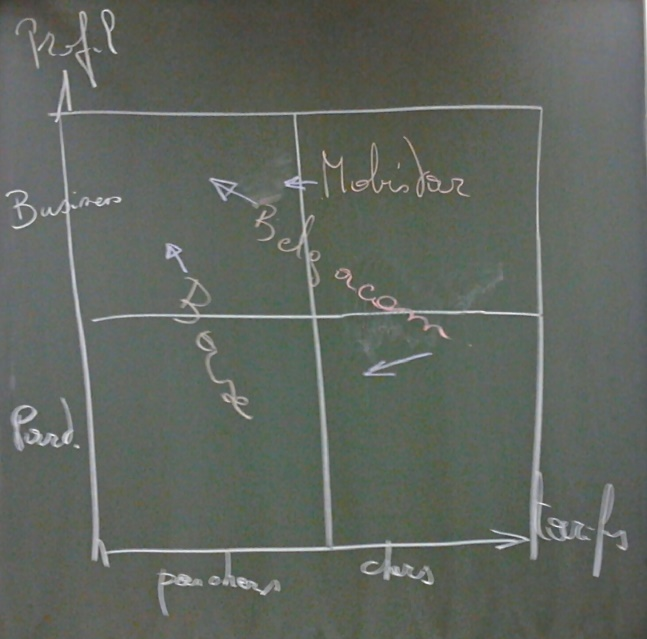 Profil
Business
Mobistar
Belgacom
Base
Part.
tarifs
pas chers
chers